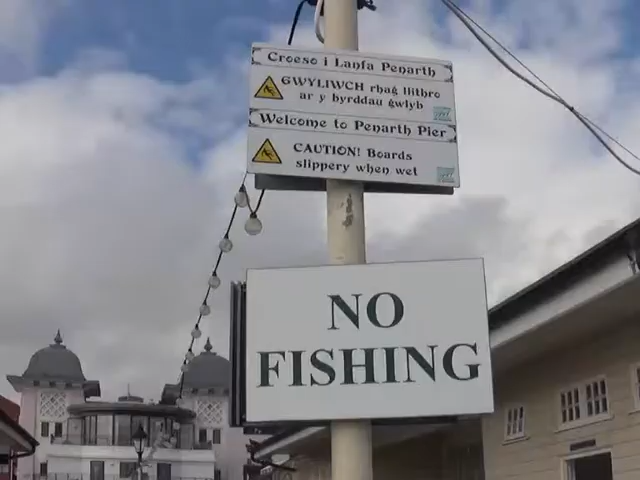 Croeso i Lanfa Penarth
GWYLIWCH rhag llithro
ar y byrddau gwlyb
Welcome to Penarth Pier
CAUTION! Boards
slippery when wet
NO
FISHING